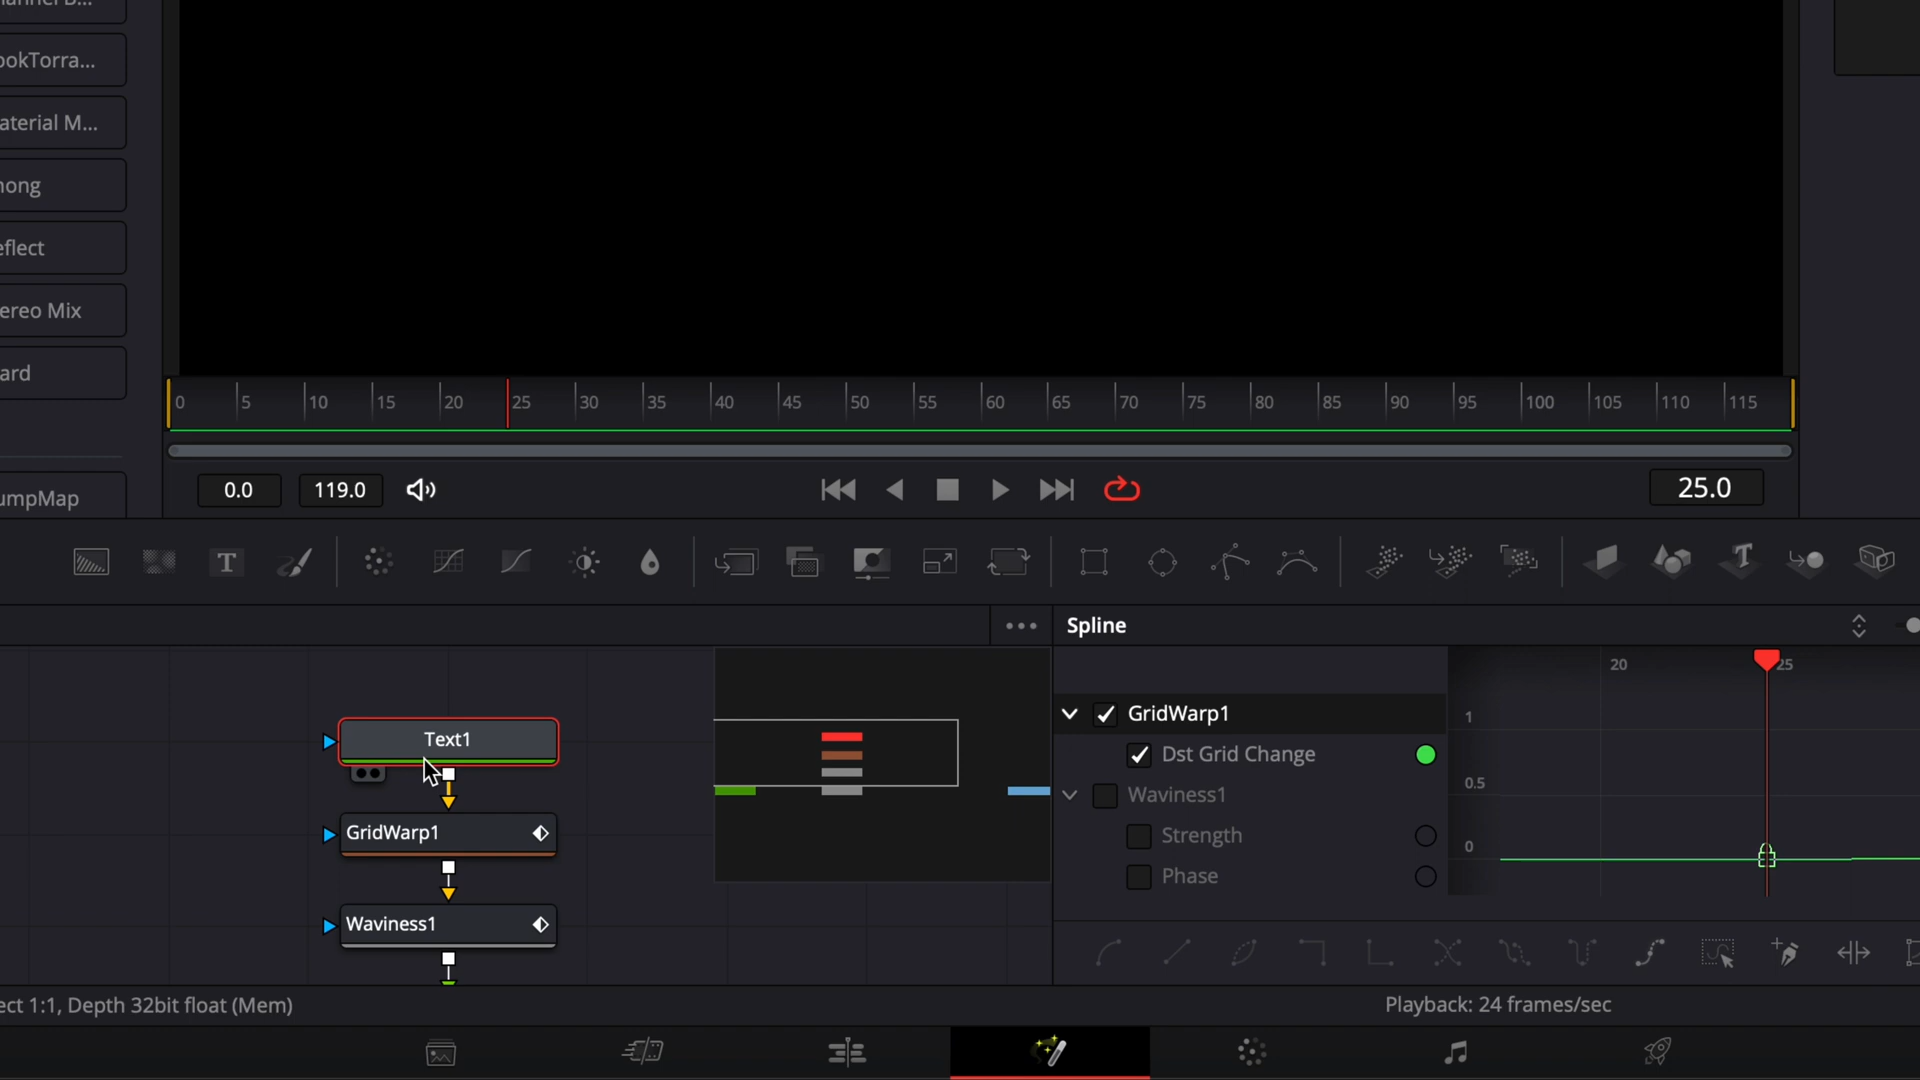 ookTorra...
aterial M...
hong
eflect
ereo Mix
ard
umpMap
0 5 10 15 20 25 30 35 40 45 50 55 60 65 70 75 80 85 90 95 100 105 110 115
0.0 119.0 25.0
T
Spline
20 25
Text1
GridWarp1
Dst Grid Change
Waviness1
Strength
Phase
1
0.5
0
GridWarp1
Waviness1
ect 1:1, Depth 32bit float (Mem)
Playback: 24 frames/sec